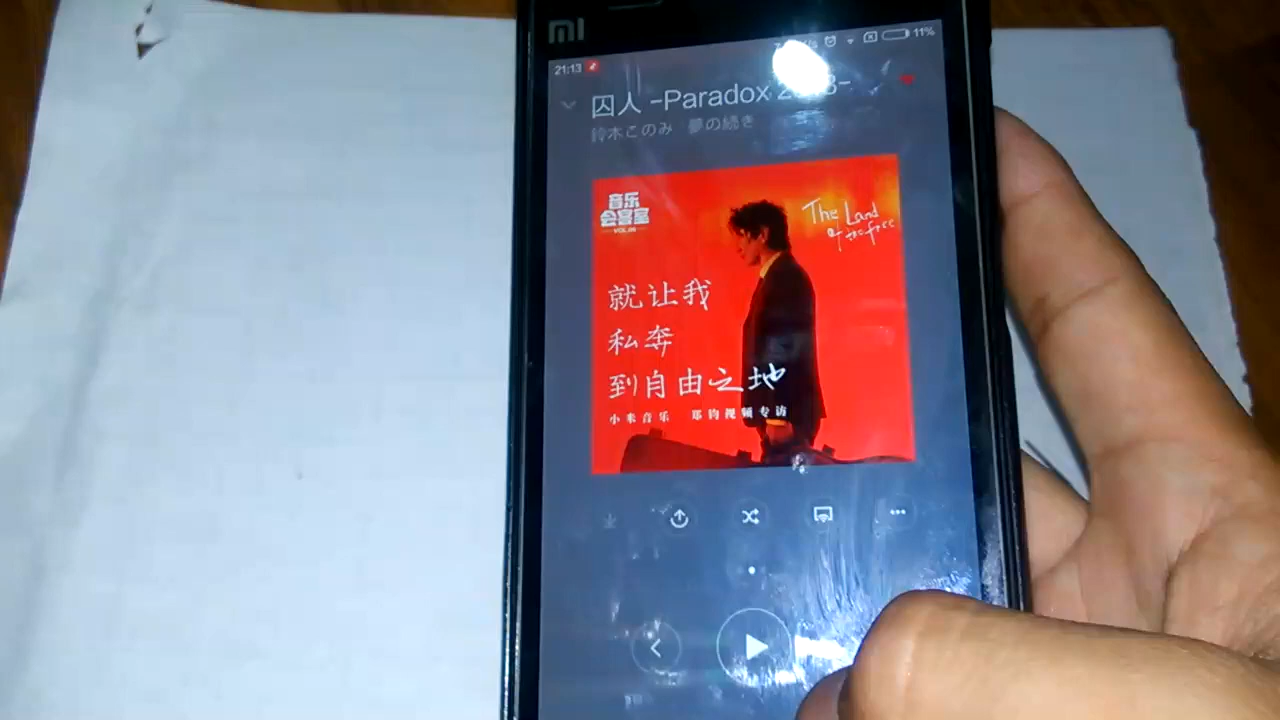 mi
11%
21:13
囚人 -Paradox
鈴木このみ 夢の続き
音乐
会客室
The Land
of the free
就让我
私奔
到自由之地
小米音乐 郑钧视频专访